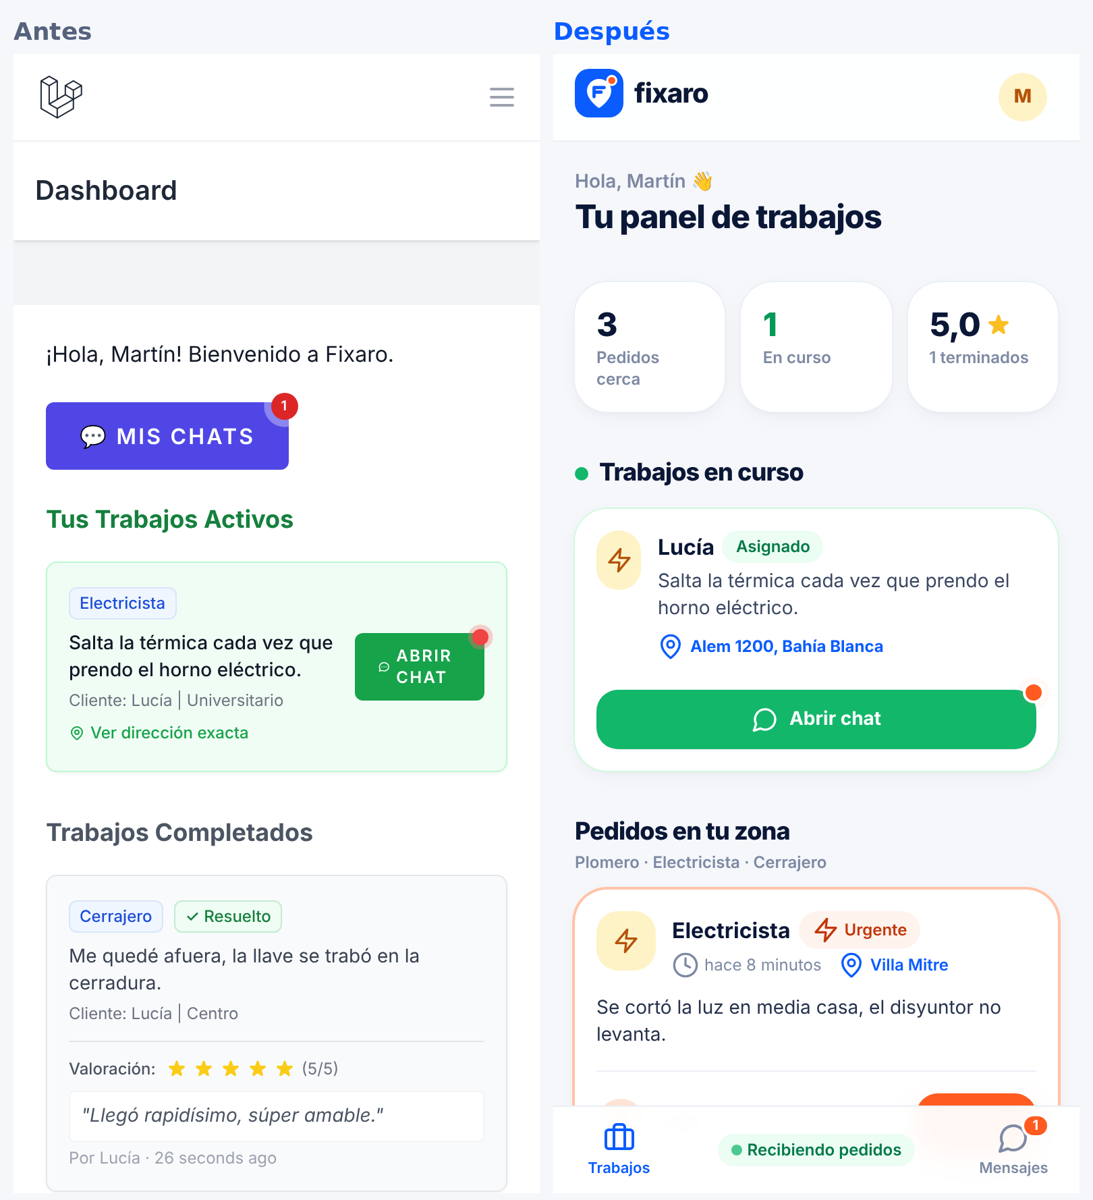 Antes
Dashboard
¡Hola, Martín! Bienvenido a Fixaro.
💬 MIS CHATS
1
Tus Trabajos Activos
Electricista
Salta la térmica cada vez que
prendo el horno eléctrico.
Cliente: Lucía | Universitario
Ver dirección exacta
ABRIR
CHAT
Trabajos Completados
Cerrajero
✓ Resuelto
Me quedé afuera, la llave se trabó en la
cerradura.
Cliente: Lucía | Centro
Valoración: ★ ★ ★ ★ ★ (5/5)
"Llegó rapidísimo, súper amable."
Por Lucía · 26 seconds ago
Después
F
fixaro
M
Hola, Martín 👋
Tu panel de trabajos
3
Pedidos
cerca
1
En curso
5,0 ★
1 terminados
Trabajos en curso
Lucía
Asignado
Salta la térmica cada vez que prendo el
horno eléctrico.
Alem 1200, Bahía Blanca
Abrir chat
Pedidos en tu zona
Plomero · Electricista · Cerrajero
Electricista
Urgente
hace 8 minutos
Villa Mitre
Se cortó la luz en media casa, el disyuntor no
levanta.
Trabajos
Recibiendo pedidos
1
Mensajes